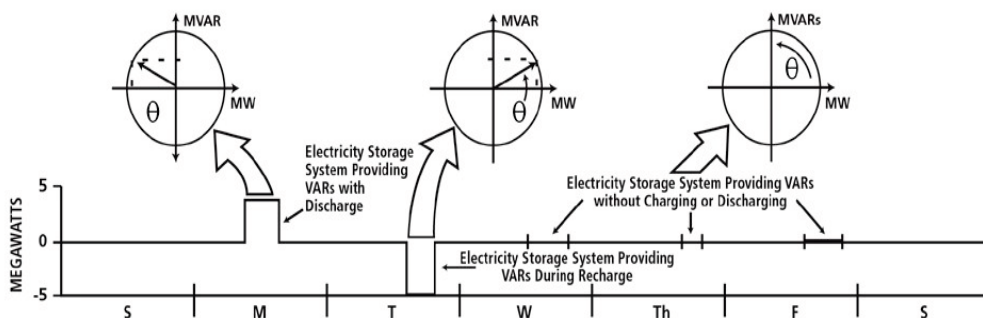 MVAR
θ
MW
MVAR
θ
MW
MVARs
θ
MW
Electricity Storage
System Providing
VARs with
Discharge
Electricity Storage System Providing VARs
without Charging or Discharging
Electricity Storage System Providing
VARs During Recharge
MEGAWATTS
5
0
-5
S
M
T
W
Th
F
S